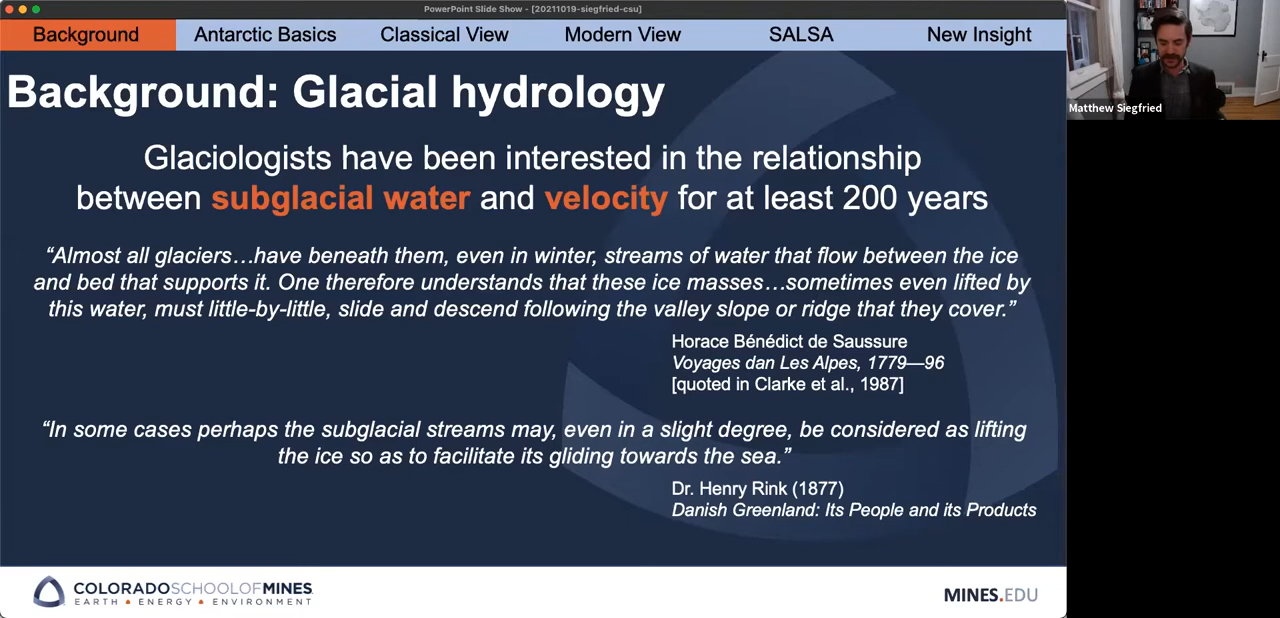 PowerPoint Slide Show - [20211019-siegfried-csu]
Background Antarctic Basics Classical View Modern View SALSA New Insight
Background: Glacial hydrology
Glaciologists have been interested in the relationship
between subglacial water and velocity for at least 200 years
“Almost all glaciers…have beneath them, even in winter, streams of water that flow between the ice
and bed that supports it. One therefore understands that these ice masses…sometimes even lifted by
this water, must little-by-little, slide and descend following the valley slope or ridge that they cover.”
Horace Bénédict de Saussure
Voyages dan Les Alpes, 1779—96
[quoted in Clarke et al., 1987]
“In some cases perhaps the subglacial streams may, even in a slight degree, be considered as lifting
the ice so as to facilitate its gliding towards the sea.”
Dr. Henry Rink (1877)
Danish Greenland: Its People and its Products
COLORADOSCHOOLOFMINES
EARTH • ENERGY • ENVIRONMENT
MINES.EDU
Matthew Siegfried